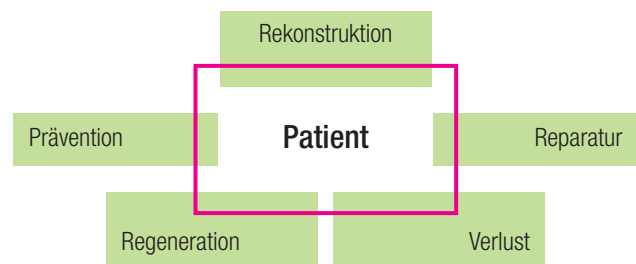 Rekonstruktion
Prävention
Patient
Reparatur
Regeneration
Verlust